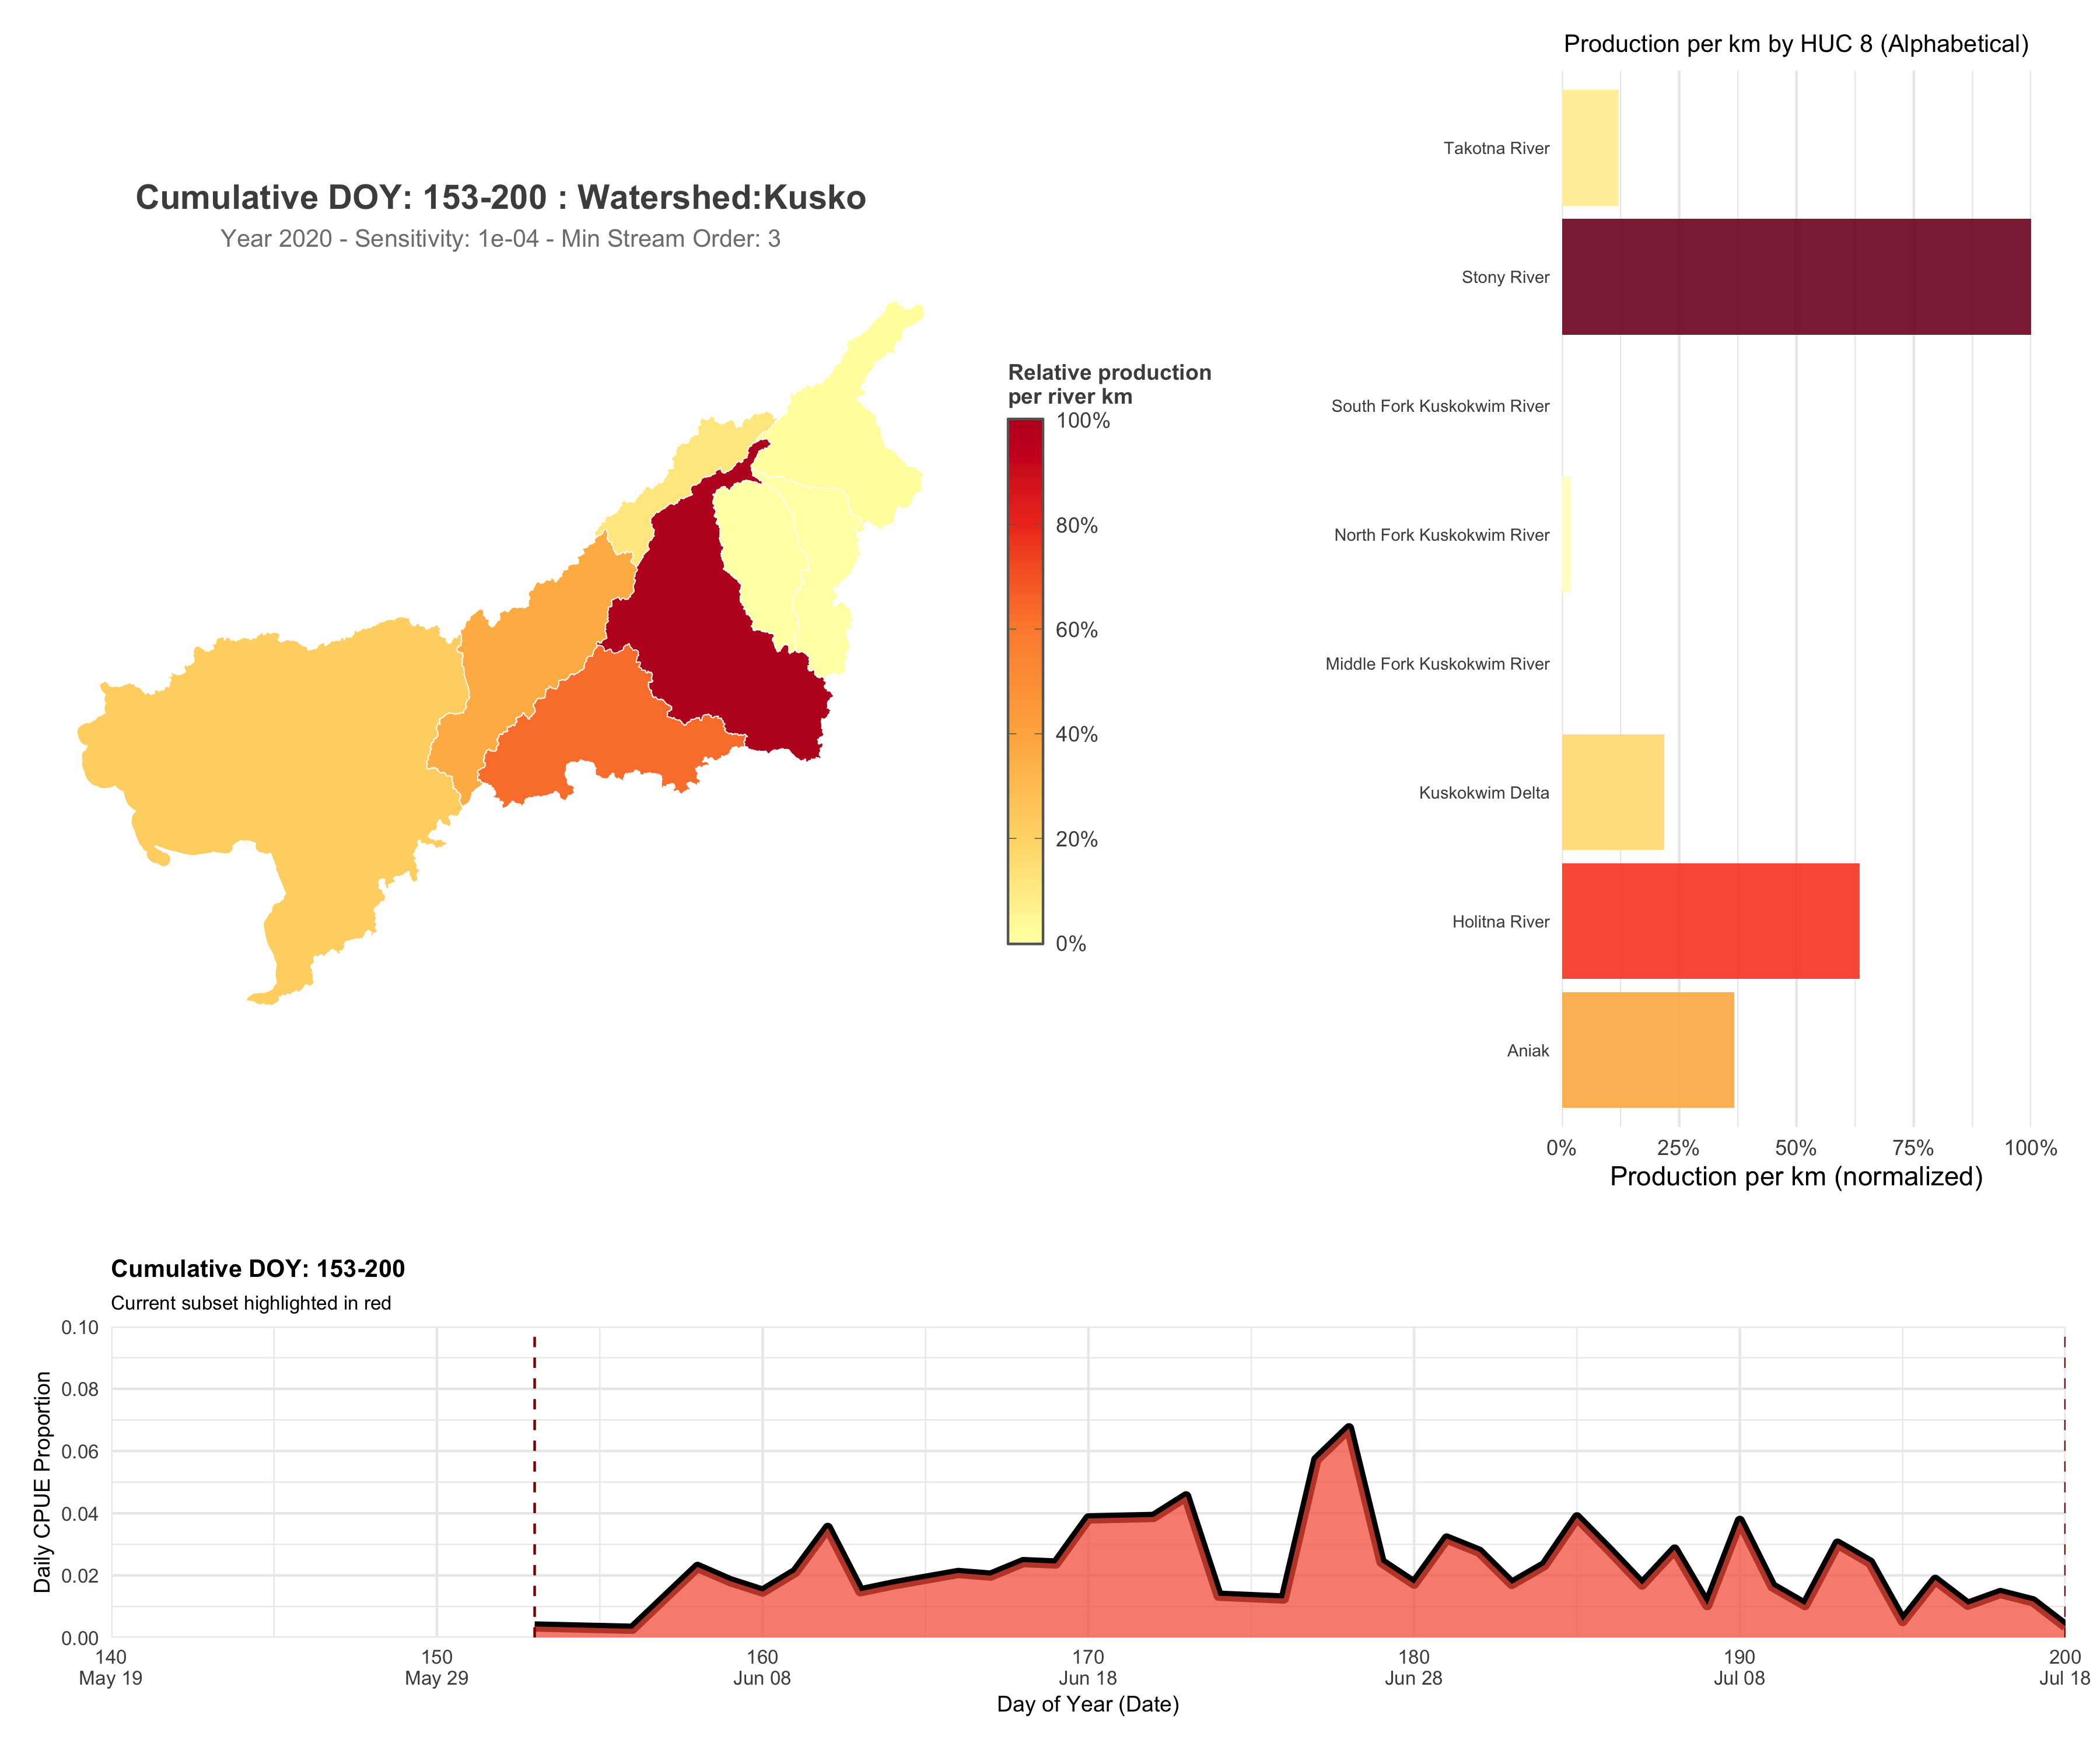 Production per km by HUC 8 (Alphabetical)
Takotna River
Stony River
South Fork Kuskokwim River
North Fork Kuskokwim River
Middle Fork Kuskokwim River
Kuskokwim Delta
Holitna River
Aniak
0%
25%
50%
75%
100%
Production per km (normalized)
Cumulative DOY: 153-200 : Watershed:Kusko
Year 2020 - Sensitivity: 1e-04 - Min Stream Order: 3
Relative production
per river km
100%
80%
60%
40%
20%
0%
Cumulative DOY: 153-200
Current subset highlighted in red
Daily CPUE Proportion
0.10
0.08
0.06
0.04
0.02
0.00
140
May 19
150
May 29
160
Jun 08
170
Jun 18
180
Jun 28
190
Jul 08
200
Jul 18
Day of Year (Date)